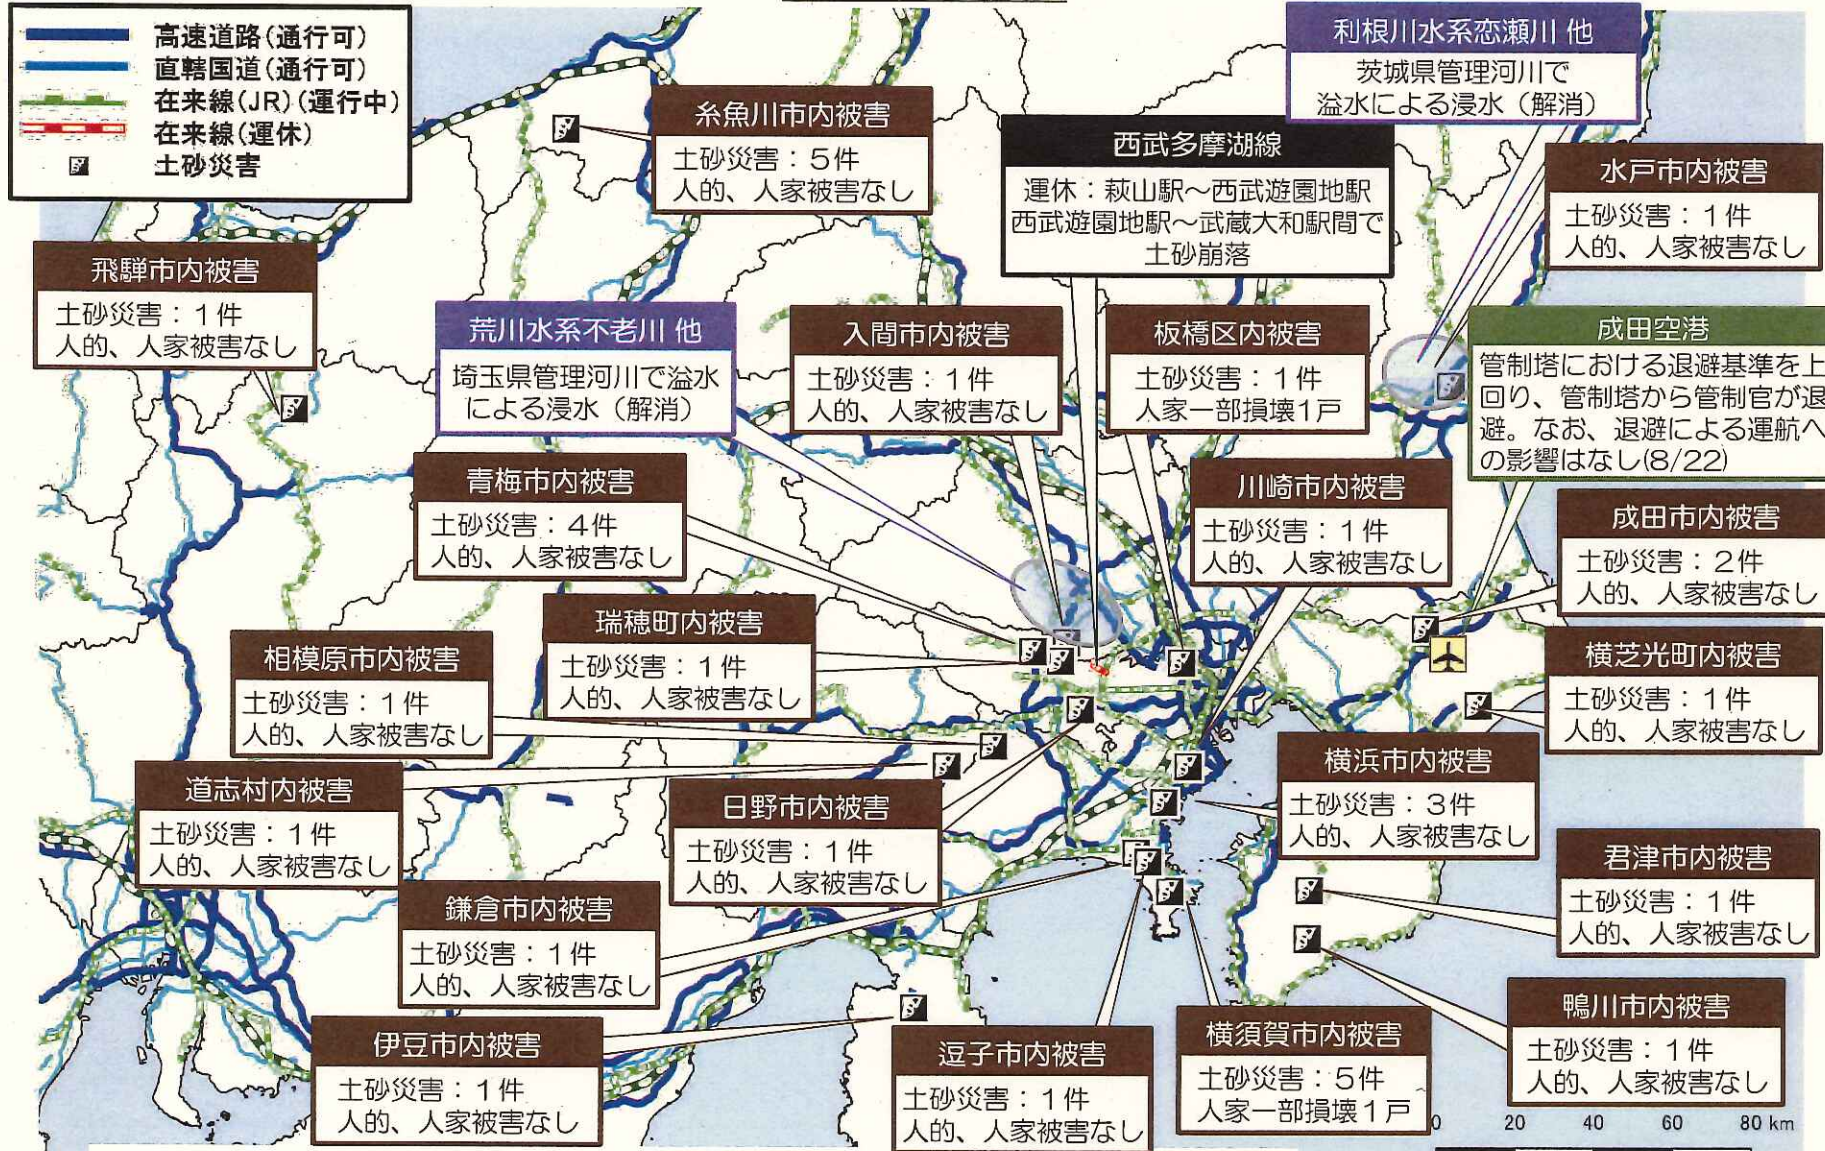 高速道路(通行可)
直轄国道(通行可)
在来線(JR)(運行中)
在来線(運休)
土砂災害
利根川水系恋瀬川 他
茨城県管理河川で
溢水による浸水（解消）
糸魚川市内被害
土砂災害：５件
人的、人家被害なし
西武多摩湖線
運休：萩山駅～西武遊園地駅
西武遊園地駅～武蔵大和駅間で
土砂崩落
水戸市内被害
土砂災害：１件
人的、人家被害なし
飛騨市内被害
土砂災害：１件
人的、人家被害なし
荒川水系不老川 他
埼玉県管理河川で溢水
による浸水（解消）
入間市内被害
土砂災害：１件
人的、人家被害なし
板橋区内被害
土砂災害：１件
人家一部損壊１戸
成田空港
管制塔における退避基準を上
回り、管制塔から管制官が退
避。なお、退避による運航へ
の影響はなし(8/22)
青梅市内被害
土砂災害：４件
人的、人家被害なし
川崎市内被害
土砂災害：１件
人的、人家被害なし
成田市内被害
土砂災害：２件
人的、人家被害なし
瑞穂町内被害
土砂災害：１件
人的、人家被害なし
相模原市内被害
土砂災害：１件
人的、人家被害なし
横芝光町内被害
土砂災害：１件
人的、人家被害なし
道志村内被害
土砂災害：１件
人的、人家被害なし
日野市内被害
土砂災害：１件
人的、人家被害なし
横浜市内被害
土砂災害：３件
人的、人家被害なし
君津市内被害
土砂災害：１件
人的、人家被害なし
鎌倉市内被害
土砂災害：１件
人的、人家被害なし
鴨川市内被害
土砂災害：１件
人的、人家被害なし
伊豆市内被害
土砂災害：１件
人的、人家被害なし
逗子市内被害
土砂災害：１件
人的、人家被害なし
横須賀市内被害
土砂災害：５件
人家一部損壊１戸
0 20 40 60 80 km